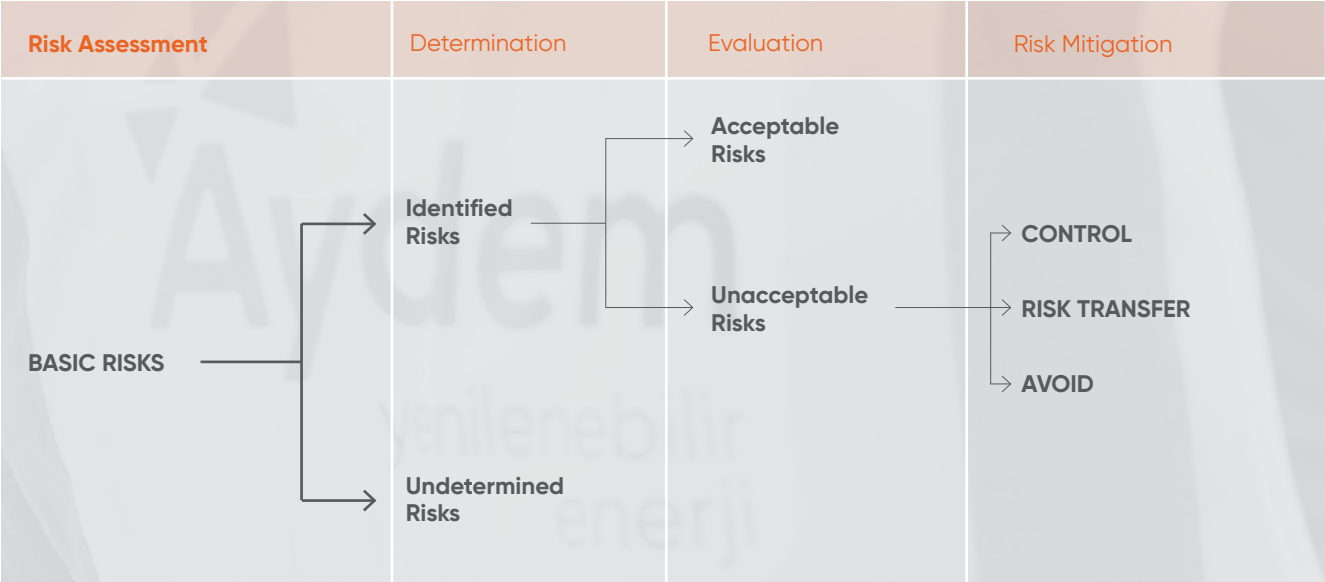 Risk Assessment
Determination
Evaluation
Risk Mitigation
Acceptable
Risks
Identified
Risks
CONTROL
Unacceptable
Risks
RISK TRANSFER
BASIC RISKS
AVOID
Undetermined
Risks
Aydem
yenilenebilir
enerji